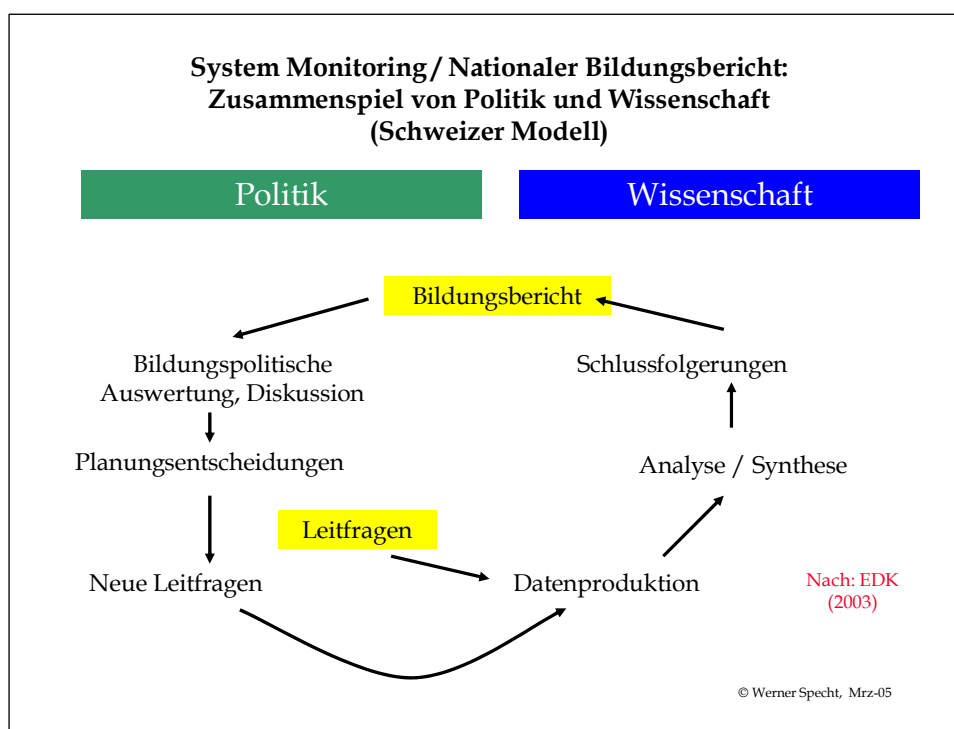 System Monitoring / Nationaler Bildungsbericht:
Zusammenspiel von Politik und Wissenschaft
(Schweizer Modell)
Politik
Wissenschaft
Bildungsbericht
Bildungspolitische
Auswertung, Diskussion
Schlussfolgerungen
Planungsentscheidungen
Analyse / Synthese
Leitfragen
Neue Leitfragen
Datenproduktion
Nach: EDK
(2003)
© Werner Specht, Mrz-05